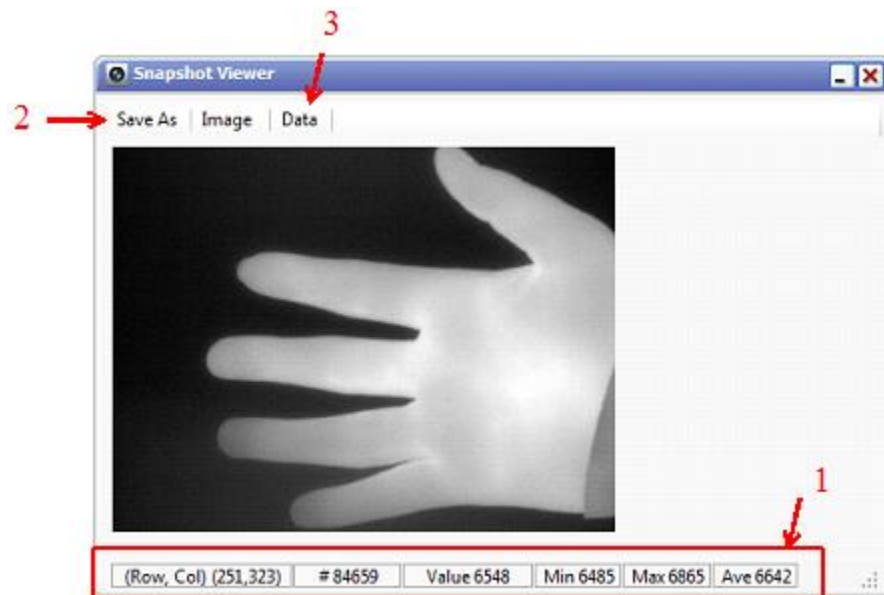 3
Snapshot Viewer
2
Save As
Image
Data
1
(Row, Col) (251,323)
# 84659
Value 6548
Min 6485
Max 6865
Ave 6642